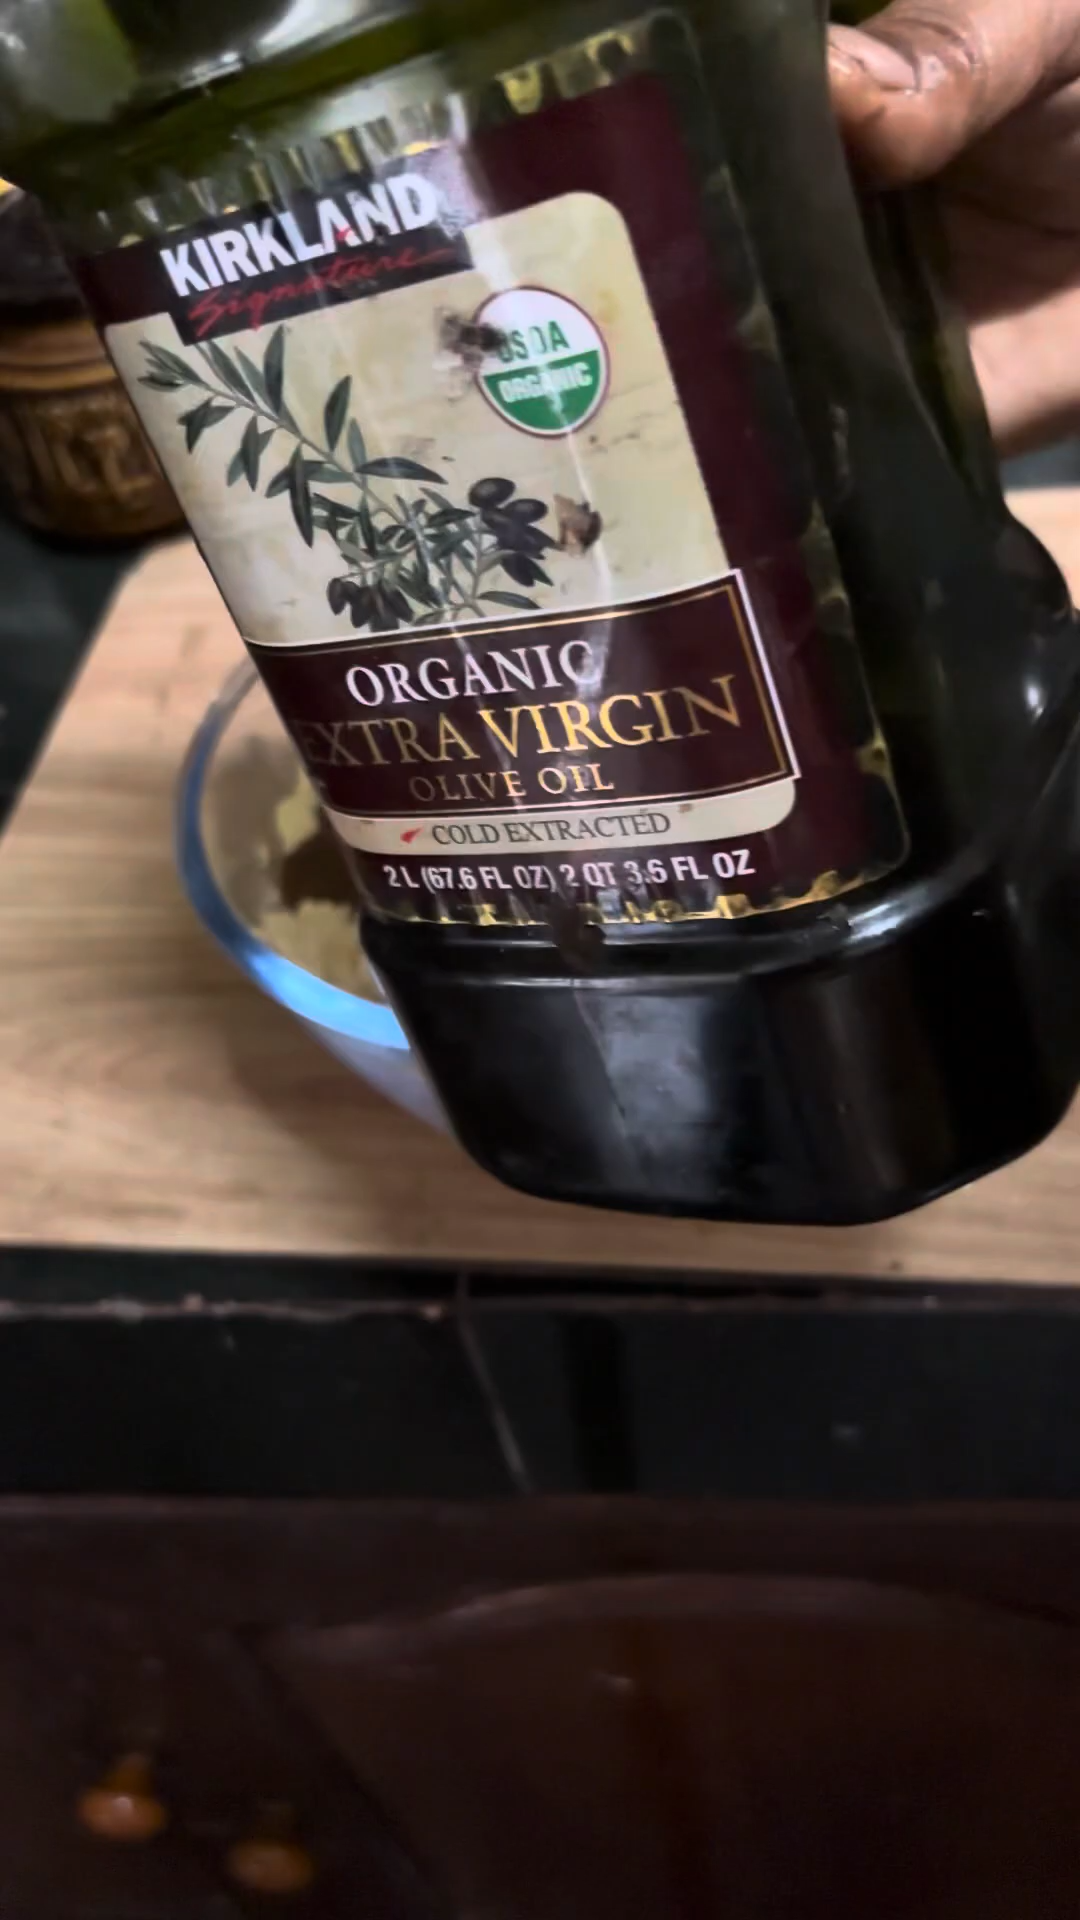 KIRKLAND
Signature
USDA
ORGANIC
ORGANIC
EXTRA VIRGIN
OLIVE OIL
COLD EXTRACTED
2 L (67.6 FL OZ) 2 QT 3.6 FL OZ